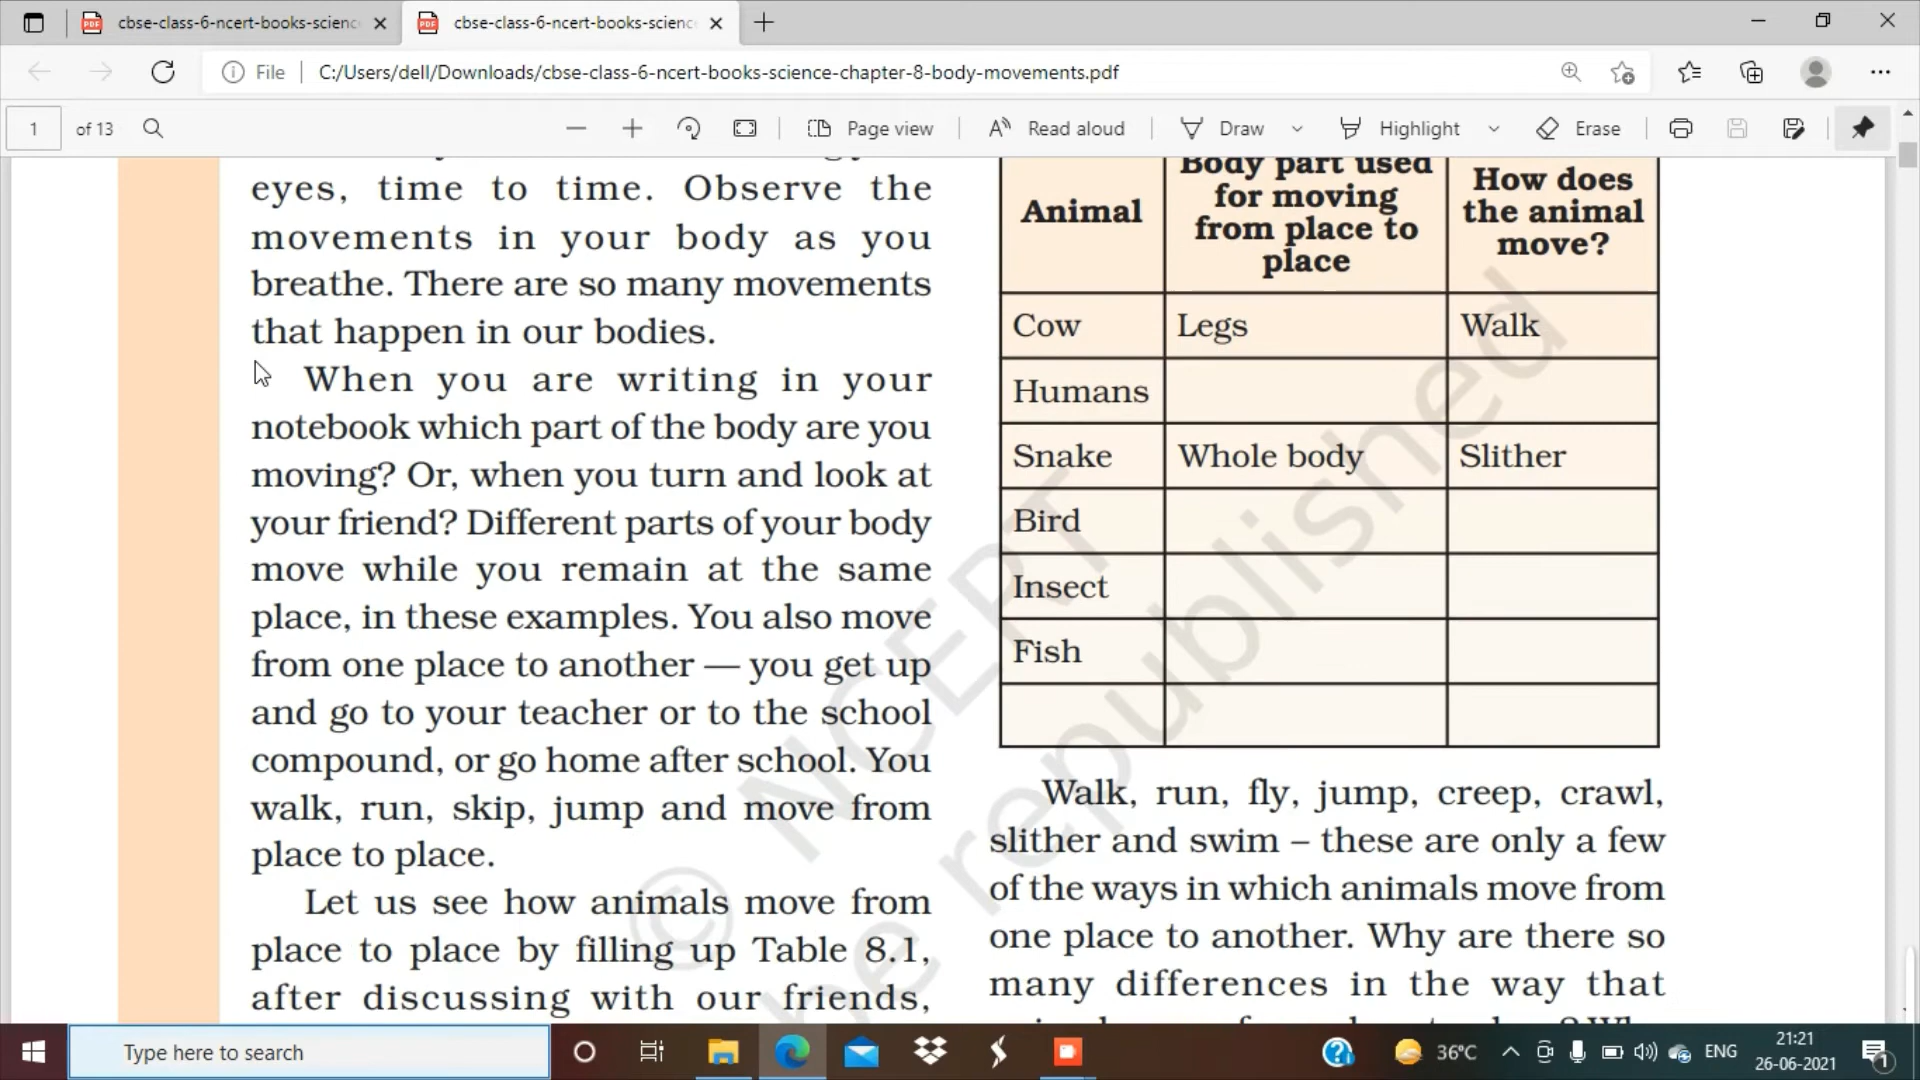 cbse-class-6-ncert-books-science
cbse-class-6-ncert-books-science
File
C:/Users/dell/Downloads/cbse-class-6-ncert-books-science-chapter-8-body-movements.pdf
1 of 13
Page view
Read aloud
Draw
Highlight
Erase
eyes, time to time. Observe the
movements in your body as you
breathe. There are so many movements
that happen in our bodies.
When you are writing in your
notebook which part of the body are you
moving? Or, when you turn and look at
your friend? Different parts of your body
move while you remain at the same
place, in these examples. You also move
from one place to another — you get up
and go to your teacher or to the school
compound, or go home after school. You
walk, run, skip, jump and move from
place to place.
Let us see how animals move from
place to place by filling up Table 8.1,
after discussing with our friends,
Animal
Body part used
for moving
from place to
place
How does
the animal
move?
Cow Legs Walk
Humans
Snake Whole body Slither
Bird
Insect
Fish
Walk, run, fly, jump, creep, crawl,
slither and swim – these are only a few
of the ways in which animals move from
one place to another. Why are there so
many differences in the way that
© NCERT
republished
Type here to search
36°C
ENG
21:21
26-06-2021
1